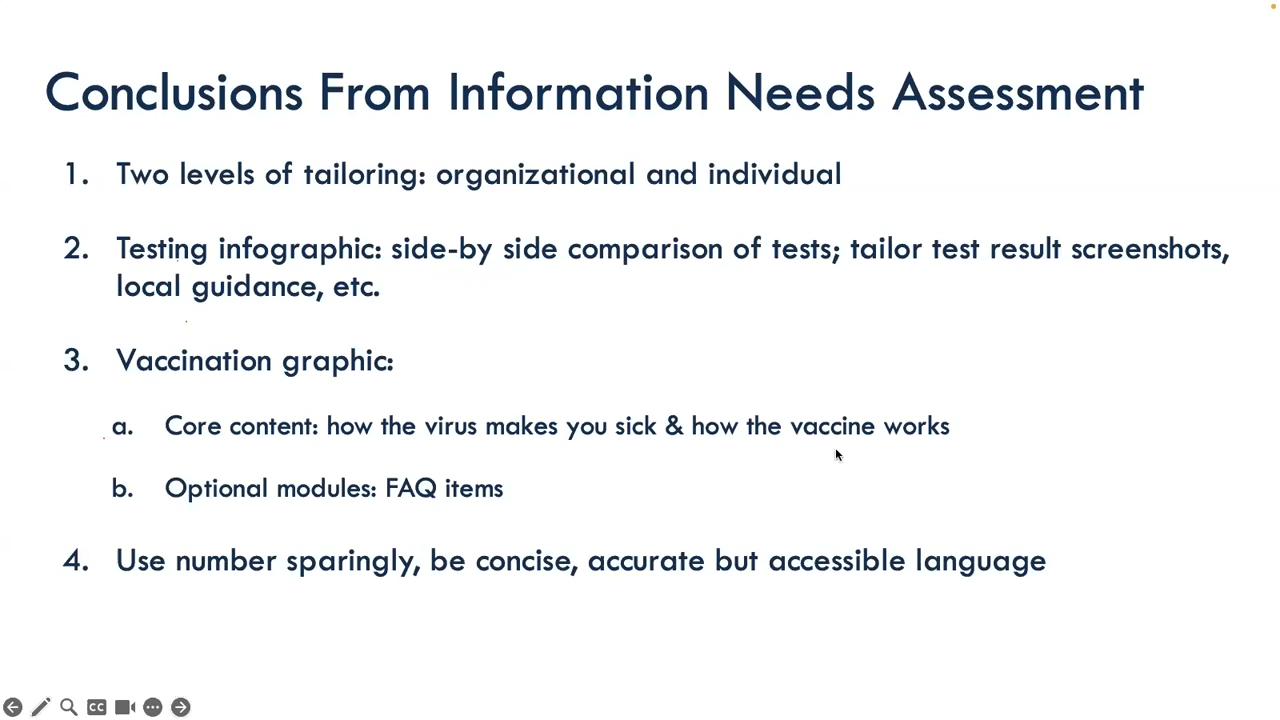 Conclusions From Information Needs Assessment
1. Two levels of tailoring: organizational and individual
2. Testing infographic: side-by side comparison of tests; tailor test result screenshots,
local guidance, etc.
3. Vaccination graphic:
a. Core content: how the virus makes you sick & how the vaccine works
b. Optional modules: FAQ items
4. Use number sparingly, be concise, accurate but accessible language
CC